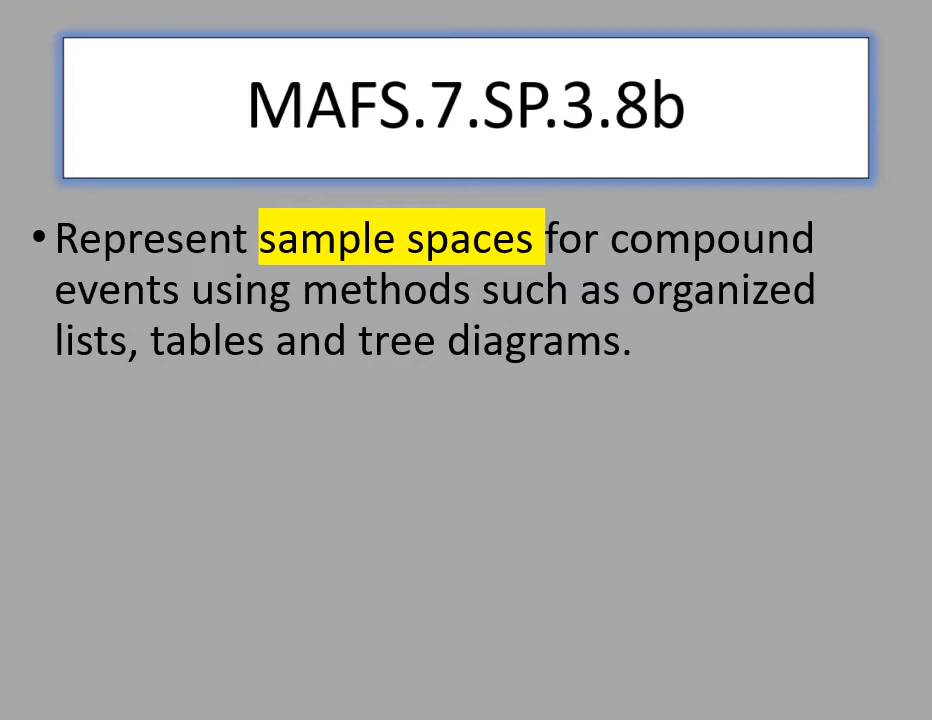 MAFS.7.SP.3.8b
• Represent sample spaces for compound
events using methods such as organized
lists, tables and tree diagrams.